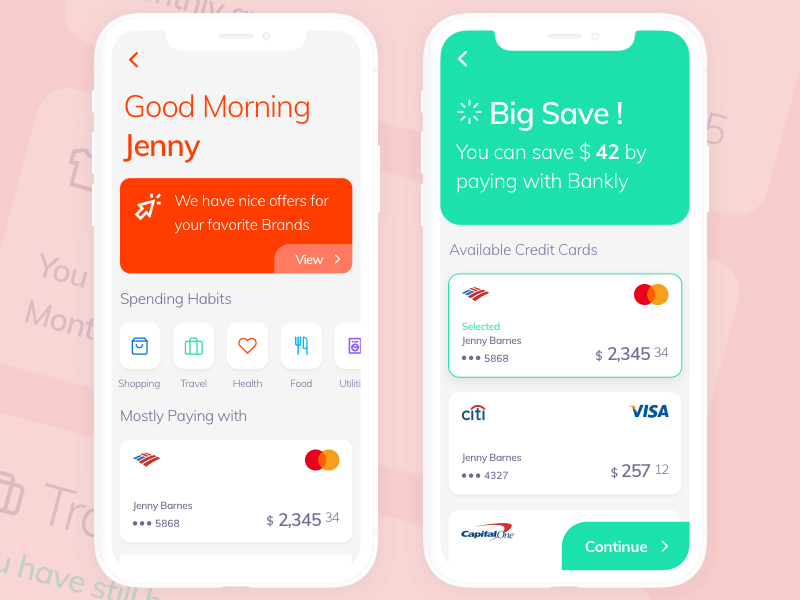 Good Morning
Jenny
We have nice offers for
your favorite Brands
View
Spending Habits
Shopping
Travel
Health
Food
Utiliti
Mostly Paying with
Jenny Barnes
••• 5868
$ 2,345 34
Big Save !
You can save $ 42 by
paying with Bankly
Available Credit Cards
Selected
Jenny Barnes
••• 5868
$ 2,345 34
citi
VISA
Jenny Barnes
••• 4327
$ 257 12
Capital One
Continue
You
Mont
Tra
u have still b
5